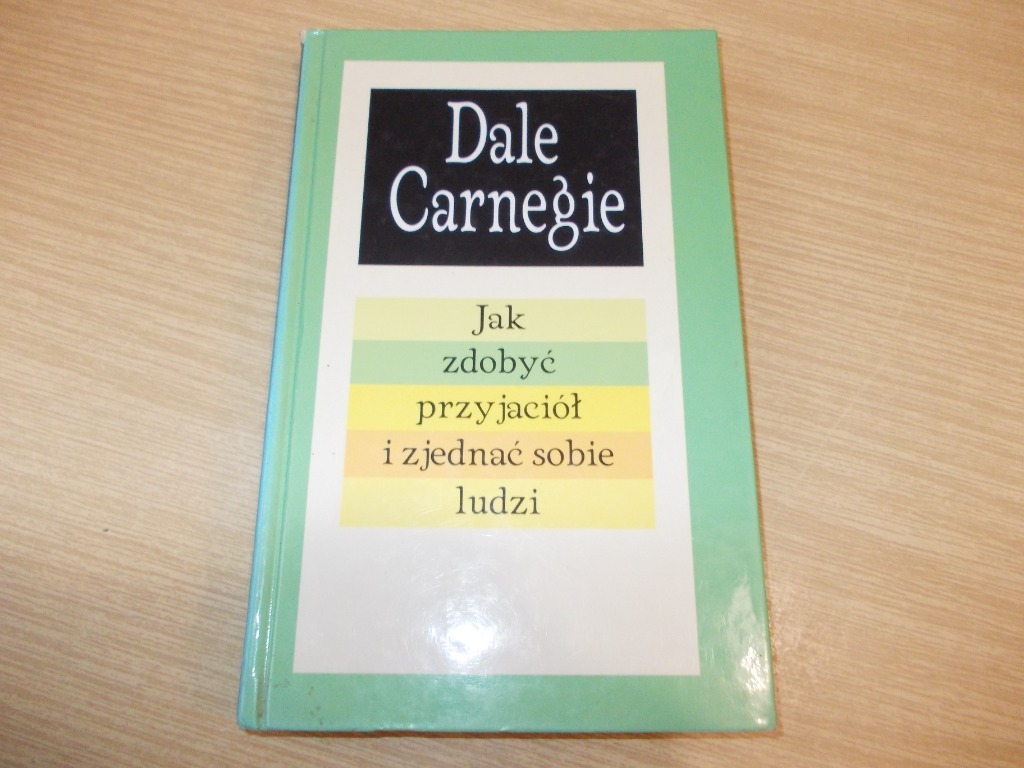 Dale
Carnegie
Jak
zdobyć
przyjaciół
i zjednać sobie
ludzi